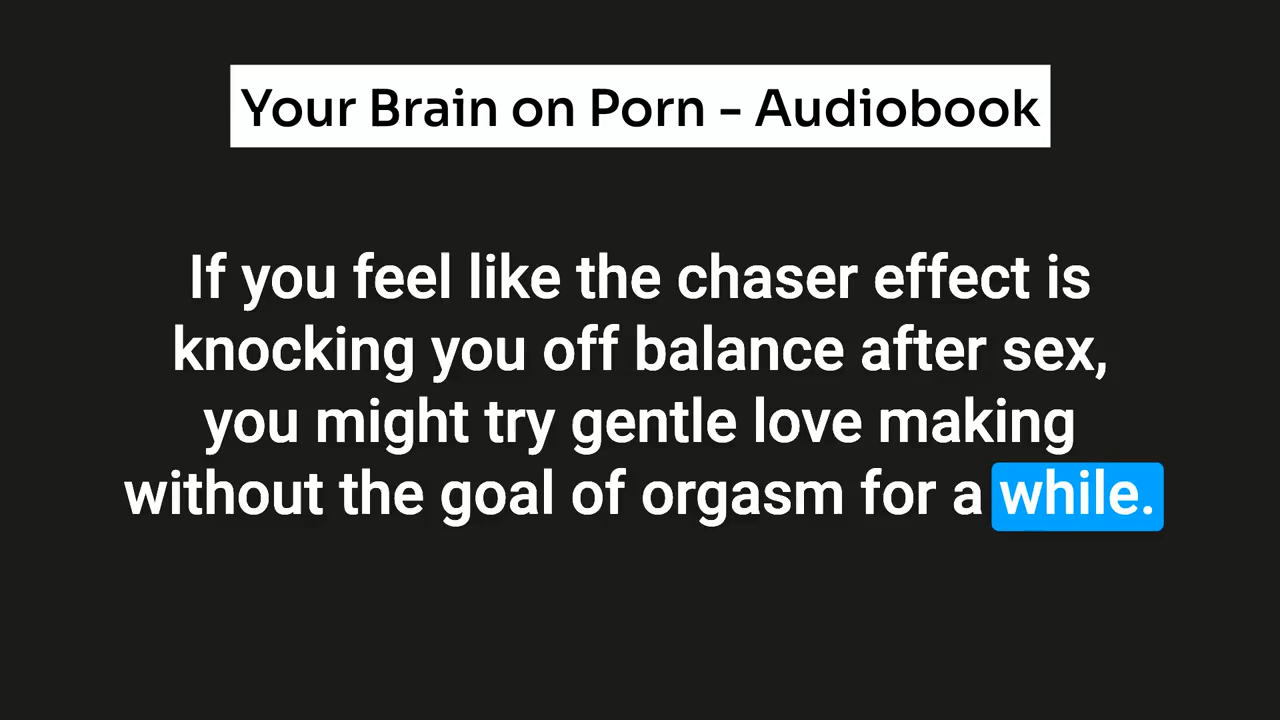 Your Brain on Porn - Audiobook
If you feel like the chaser effect is
knocking you off balance after sex,
you might try gentle love making
without the goal of orgasm for a while.